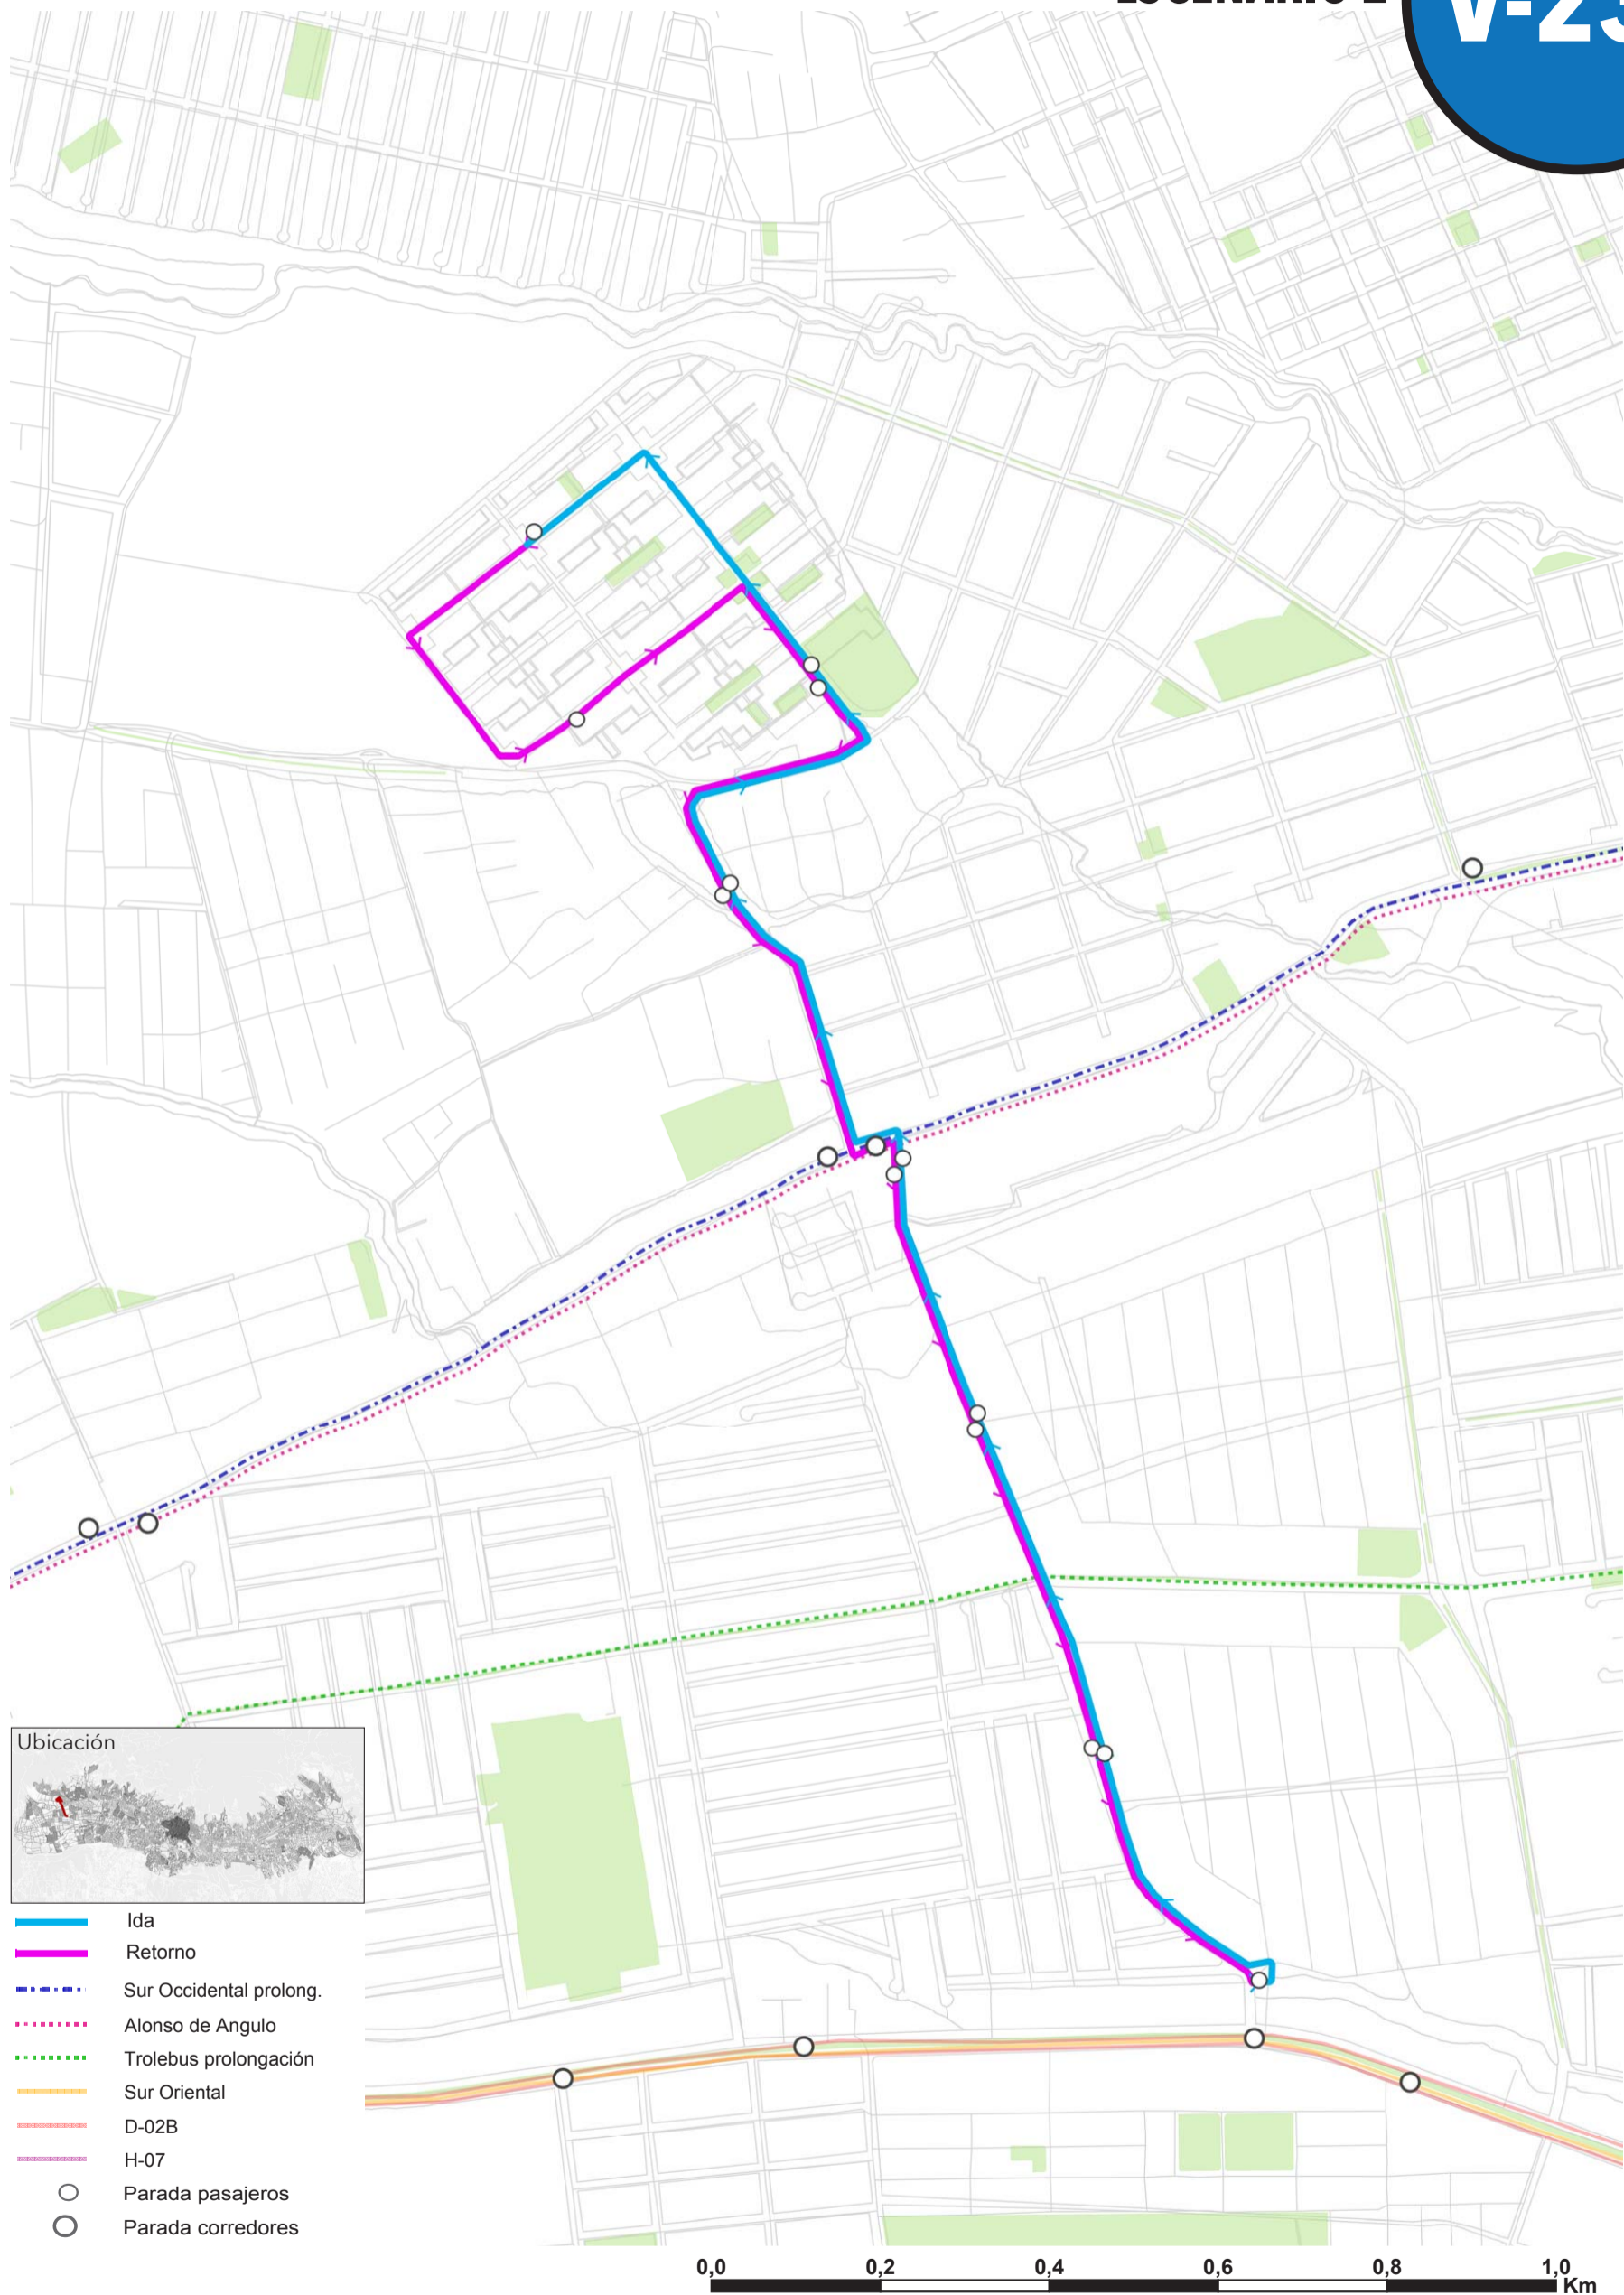 V-23
Ubicación
Ida
Retorno
Sur Occidental prolong.
Alonso de Angulo
Trolebus prolongación
Sur Oriental
D-02B
H-07
Parada pasajeros
Parada corredores
0,0 0,2 0,4 0,6 0,8 1,0
Km